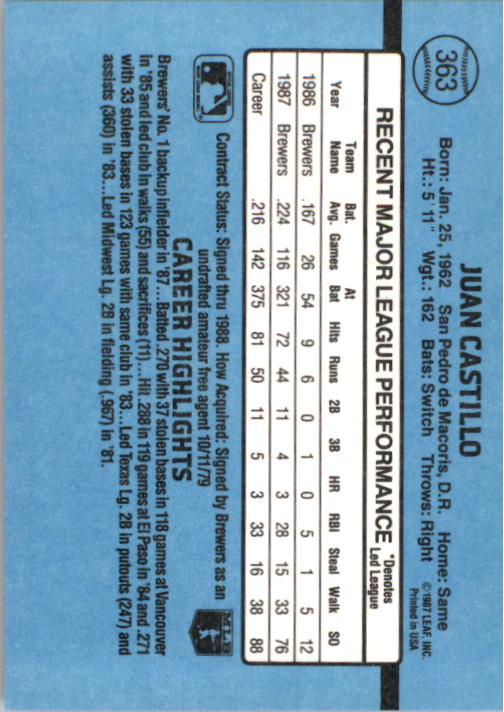 363
JUAN CASTILLO
Born: Jan. 25, 1962 San Pedro de Macoris, D.R. Home: Same
Ht.: 5' 11" Wgt.: 162 Bats: Switch Throws: Right
© 1987 LEAF, INC.
Printed in USA
RECENT MAJOR LEAGUE PERFORMANCE *Denotes
Led League
Year Team Name Bat. Avg. Games At Bat Hits Runs 2B 3B HR RBI Steal Walk SO
1986 Brewers .167 26 54 9 6 0 1 0 5 1 5 12
1987 Brewers .224 116 321 72 44 11 4 3 28 15 33 76
Career .216 142 375 81 50 11 5 3 33 16 38 88
Contract Status: Signed thru 1988. How Acquired: Signed by Brewers as an
undrafted amateur free agent 10/11/79
MLB
CAREER HIGHLIGHTS
Brewers' No. 1 backup infielder in '87...Batted .270 with 37 stolen bases in 118 games at Vancouver
in '85 and led club in walks (55) and sacrifices (11)...Hit .288 in 119 games at El Paso in '84 and .271
with 33 stolen bases in 123 games with same club in '83...Led Texas Lg. 2B in putouts (247) and
assists (360) in '83...Led Midwest Lg. 2B in fielding (.967) in '81.